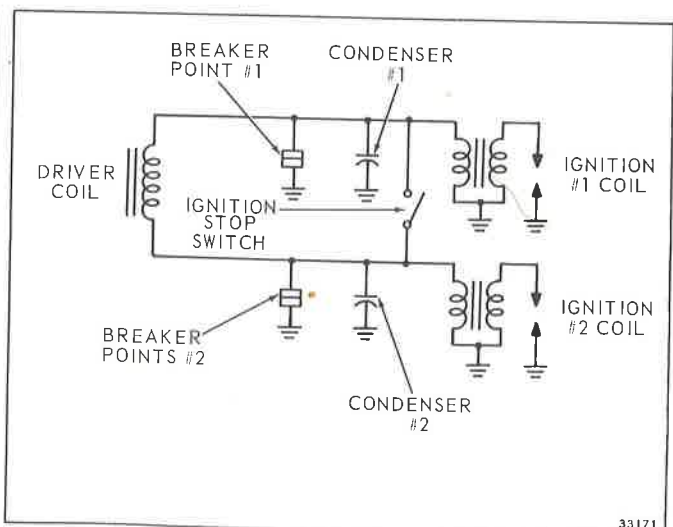 BREAKER
POINT #1
CONDENSER
#1
DRIVER
COIL
IGNITION
STOP
SWITCH
IGNITION
#1 COIL
BREAKER
POINTS #2
CONDENSER
#2
IGNITION
#2 COIL
33171